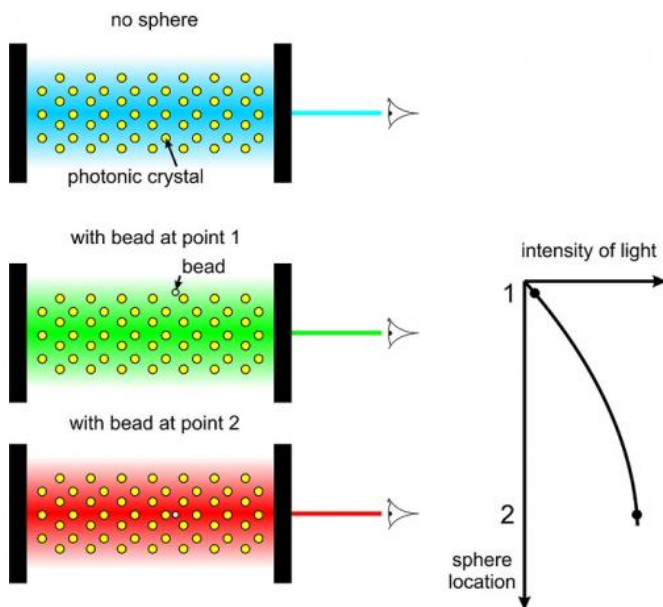 no sphere
photonic crystal
with bead at point 1
bead
with bead at point 2
intensity of light
1
2
sphere
location